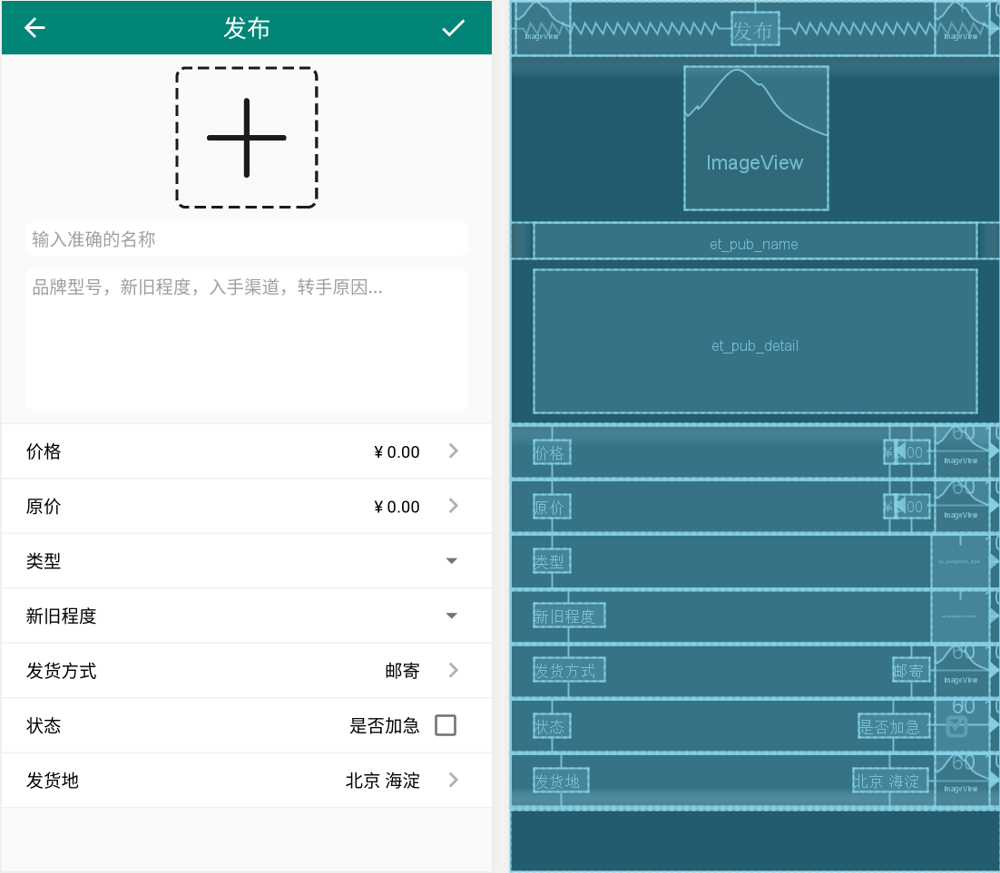 发布
输入准确的名称
品牌型号，新旧程度，入手渠道，转手原因...
价格
¥ 0.00
原价
¥ 0.00
类型
新旧程度
发货方式
邮寄
状态
是否加急
发货地
北京 海淀
ImageView
发布
ImageView
ImageView
et_pub_name
et_pub_detail
价格
¥ 00
60
ImageView
原价
¥ 00
60
ImageView
类型
新旧程度
发货方式
邮寄
60
ImageView
状态
是否加急
60
发货地
北京 海淀
60
ImageView